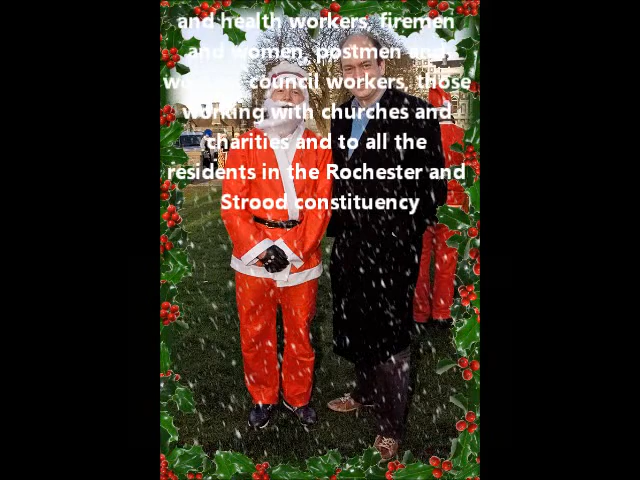 and health workers, firemen
and women, postmen and
council workers, those
working with churches and
charities and to all the
residents in the Rochester and
Strood constituency